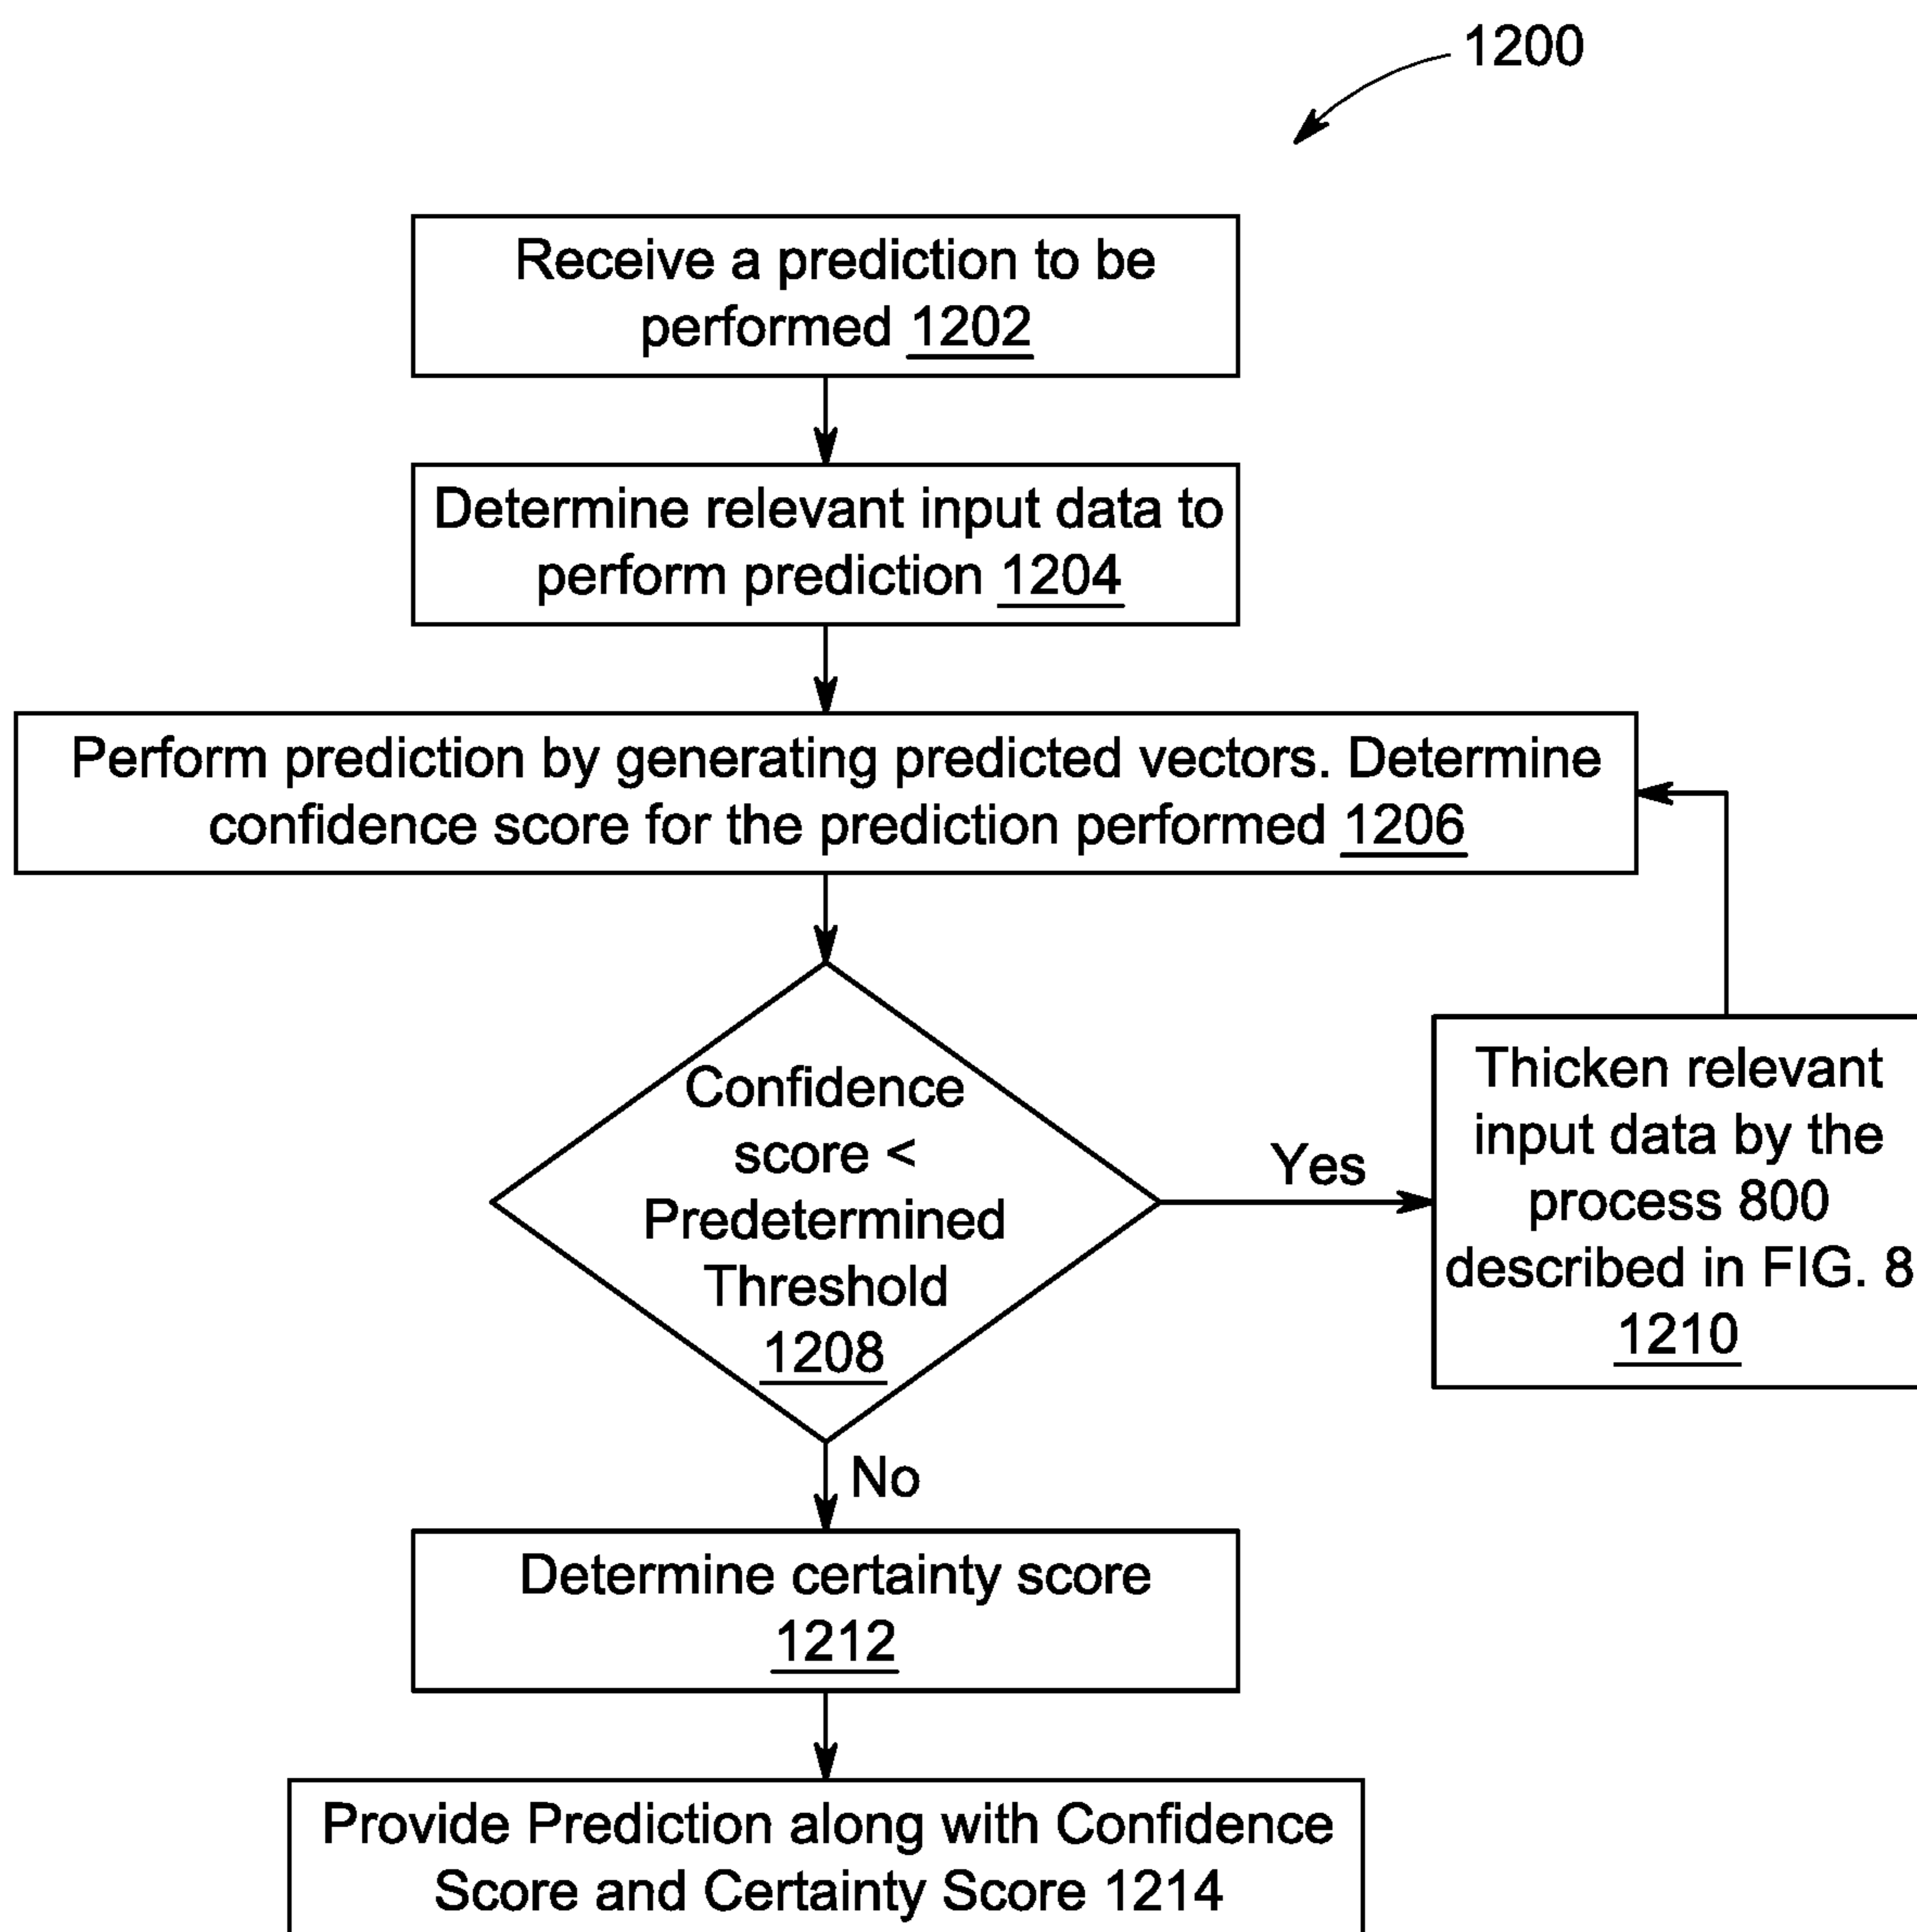 1200
Receive a prediction to be
performed 1202
Determine relevant input data to
perform prediction 1204
Perform prediction by generating predicted vectors. Determine
confidence score for the prediction performed 1206
Confidence
score <
Predetermined
Threshold
1208
Yes
Thicken relevant
input data by the
process 800
described in FIG. 8
1210
No
Determine certainty score
1212
Provide Prediction along with Confidence
Score and Certainty Score 1214